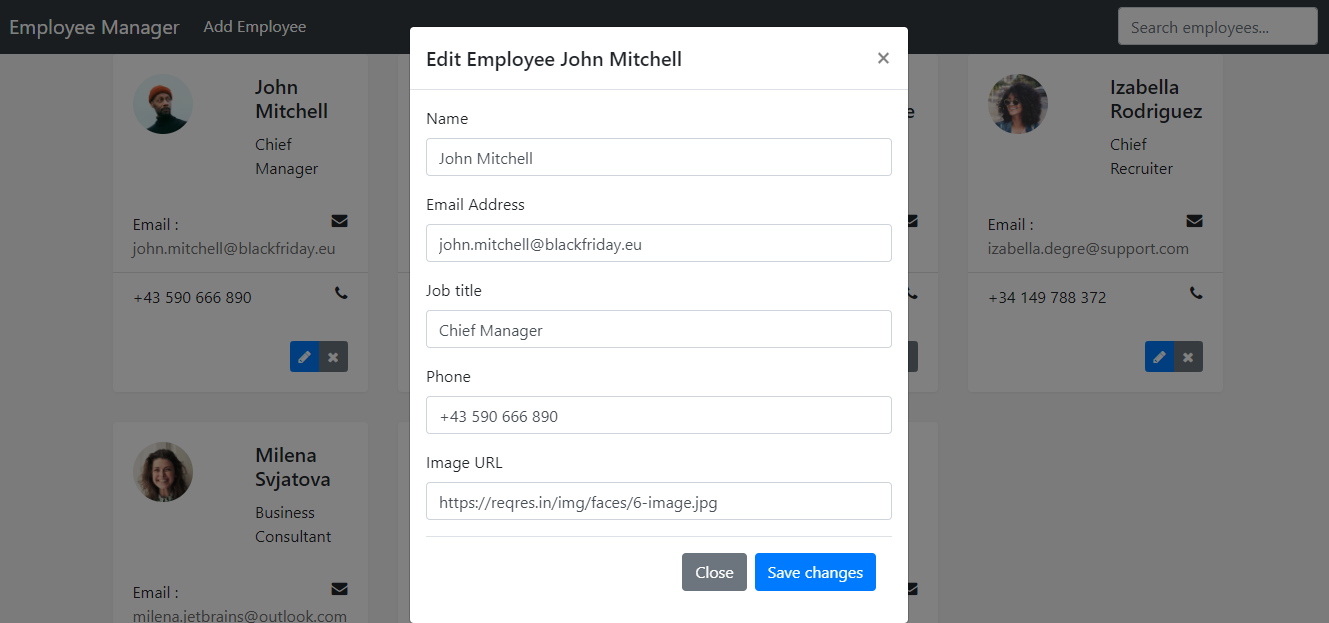 Employee Manager
Add Employee
Search employees...
Edit Employee John Mitchell
×
Name
John Mitchell
Email Address
john.mitchell@blackfriday.eu
Job title
Chief Manager
Phone
+43 590 666 890
Image URL
https://reqres.in/img/faces/6-image.jpg
Close
Save changes
John
Mitchell
Chief
Manager
Email :
john.mitchell@blackfriday.eu
+43 590 666 890
Izabella
Rodriguez
Chief
Recruiter
Email :
izabella.degre@support.com
+34 149 788 372
Milena
Svjatova
Business
Consultant
Email :
milena.jetbrains@outlook.com